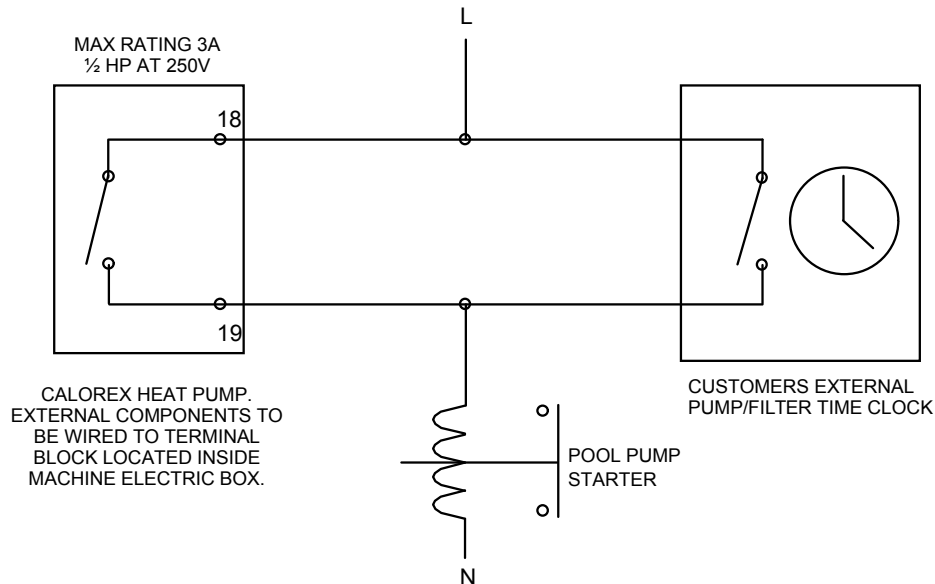 L
MAX RATING 3A
½ HP AT 250V
18
19
CALOREX HEAT PUMP.
EXTERNAL COMPONENTS TO
BE WIRED TO TERMINAL
BLOCK LOCATED INSIDE
MACHINE ELECTRIC BOX.
CUSTOMERS EXTERNAL
PUMP/FILTER TIME CLOCK
POOL PUMP
STARTER
N